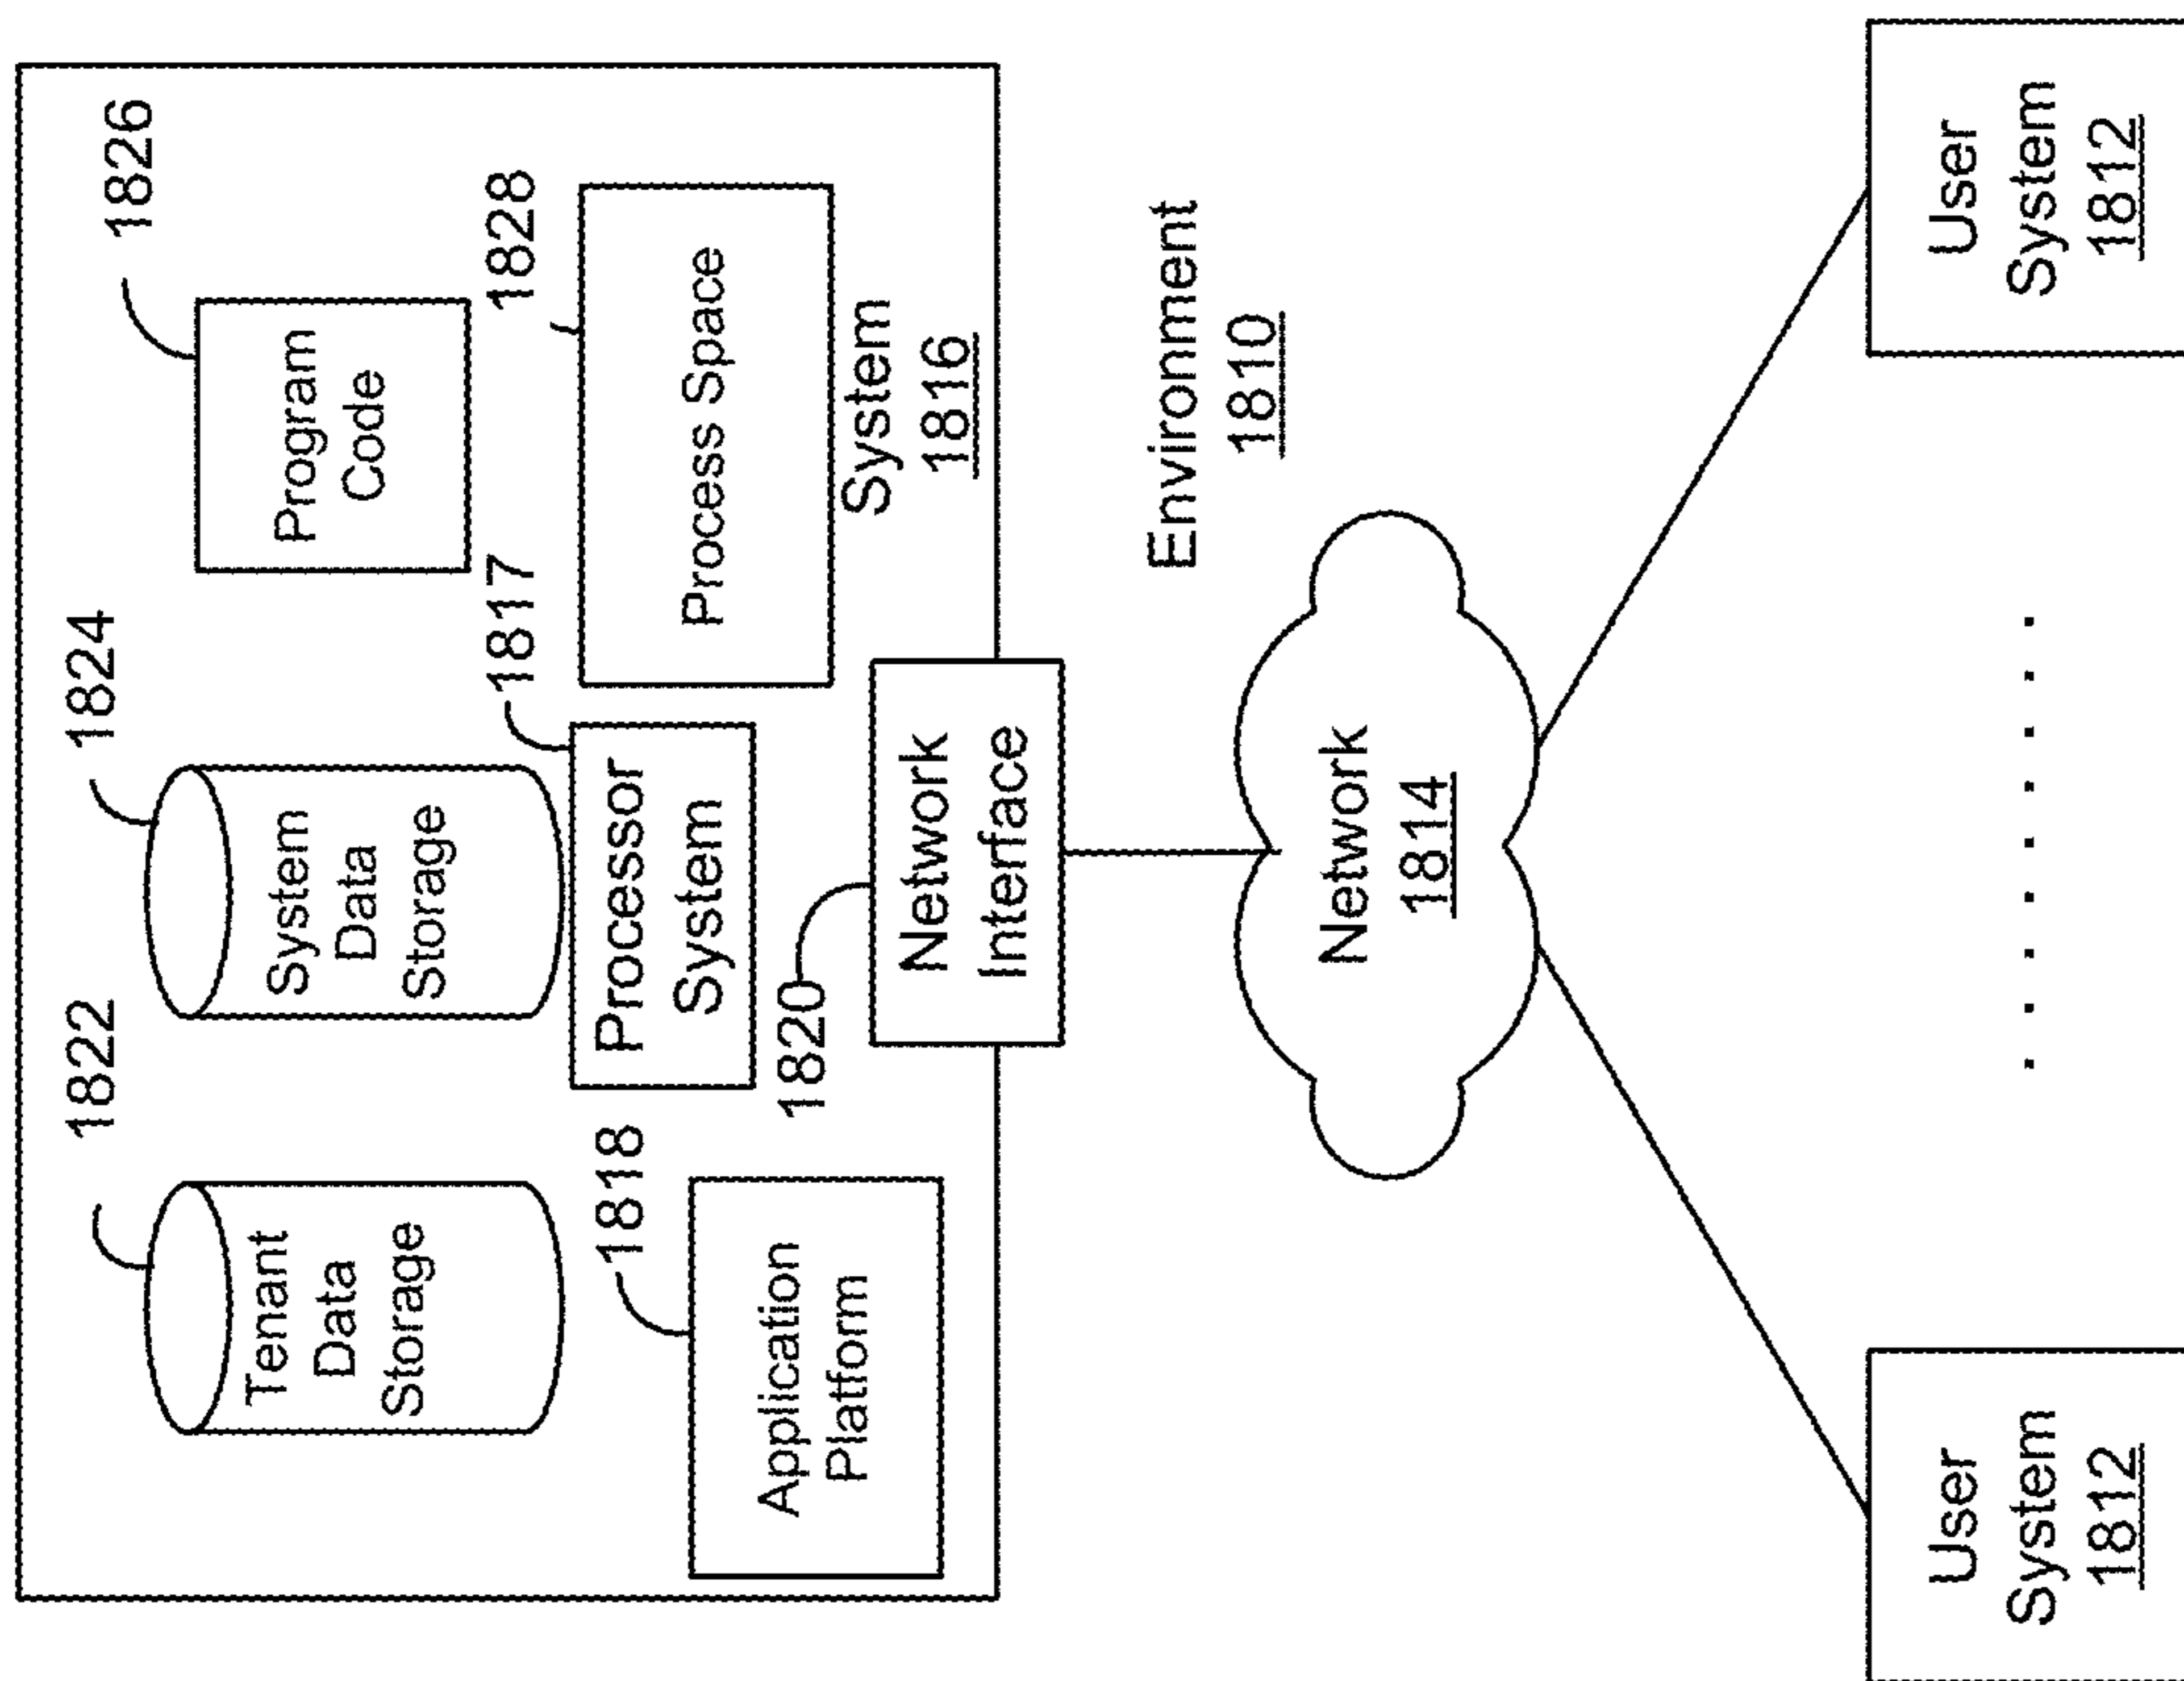 1822
1824
1826
Tenant
Data
Storage
System
Data
Storage
Program
Code
1818
1817
1828
Application
Platform
Processor
System
Process Space
1820
System
1816
Network
Interface
Environment
1810
Network
1814
. . . . . . . . .
User
System
1812
User
System
1812